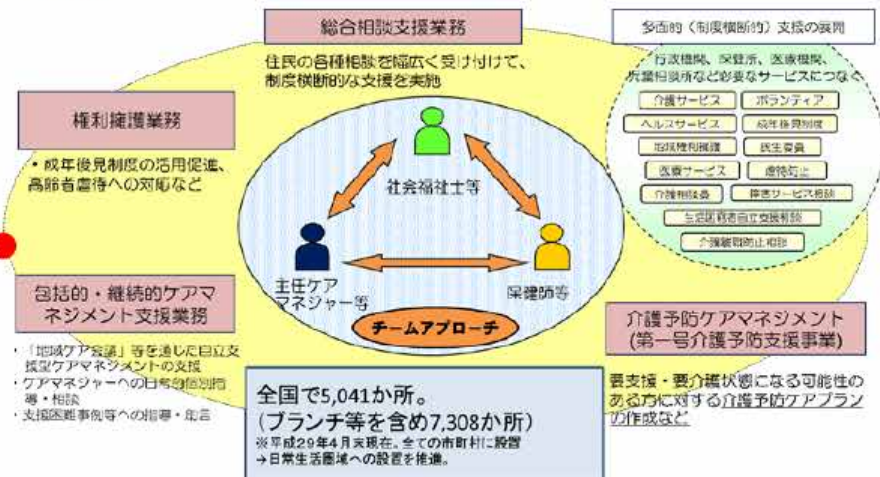 総合相談支援業務
住民の各種相談を幅広く受け付けて、
制度横断的な支援を実施
多面的（制度横断的）支援の展開
行政機関、保健所、医療機関、
児童相談所など必要なサービスにつなぐ
介護サービス
ボランティア
ヘルスサービス
成年後見制度
地域権利擁護
民生委員
医療サービス
虐待防止
介護相談員
障害サービス相談
生活困窮者自立支援相談
介護離職防止相談
権利擁護業務
・成年後見制度の活用促進、
高齢者虐待への対応など
社会福祉士等
主任ケア
マネジャー等
保健師等
チームアプローチ
包括的・継続的ケアマ
ネジメント支援業務
・「地域ケア会議」等を通じた自立支
援型ケアマネジメントの支援
・ケアマネジャーへの日常的個別指
導・相談
・支援困難事例等への指導・助言
介護予防ケアマネジメント
(第一号介護予防支援事業)
要支援・要介護状態になる可能性の
ある方に対する介護予防ケアプラン
の作成など
全国で5,041か所。
(ブランチ等を含め7,308か所)
※平成29年4月末現在。全ての市町村に設置
→日常生活圏域への設置を推進。